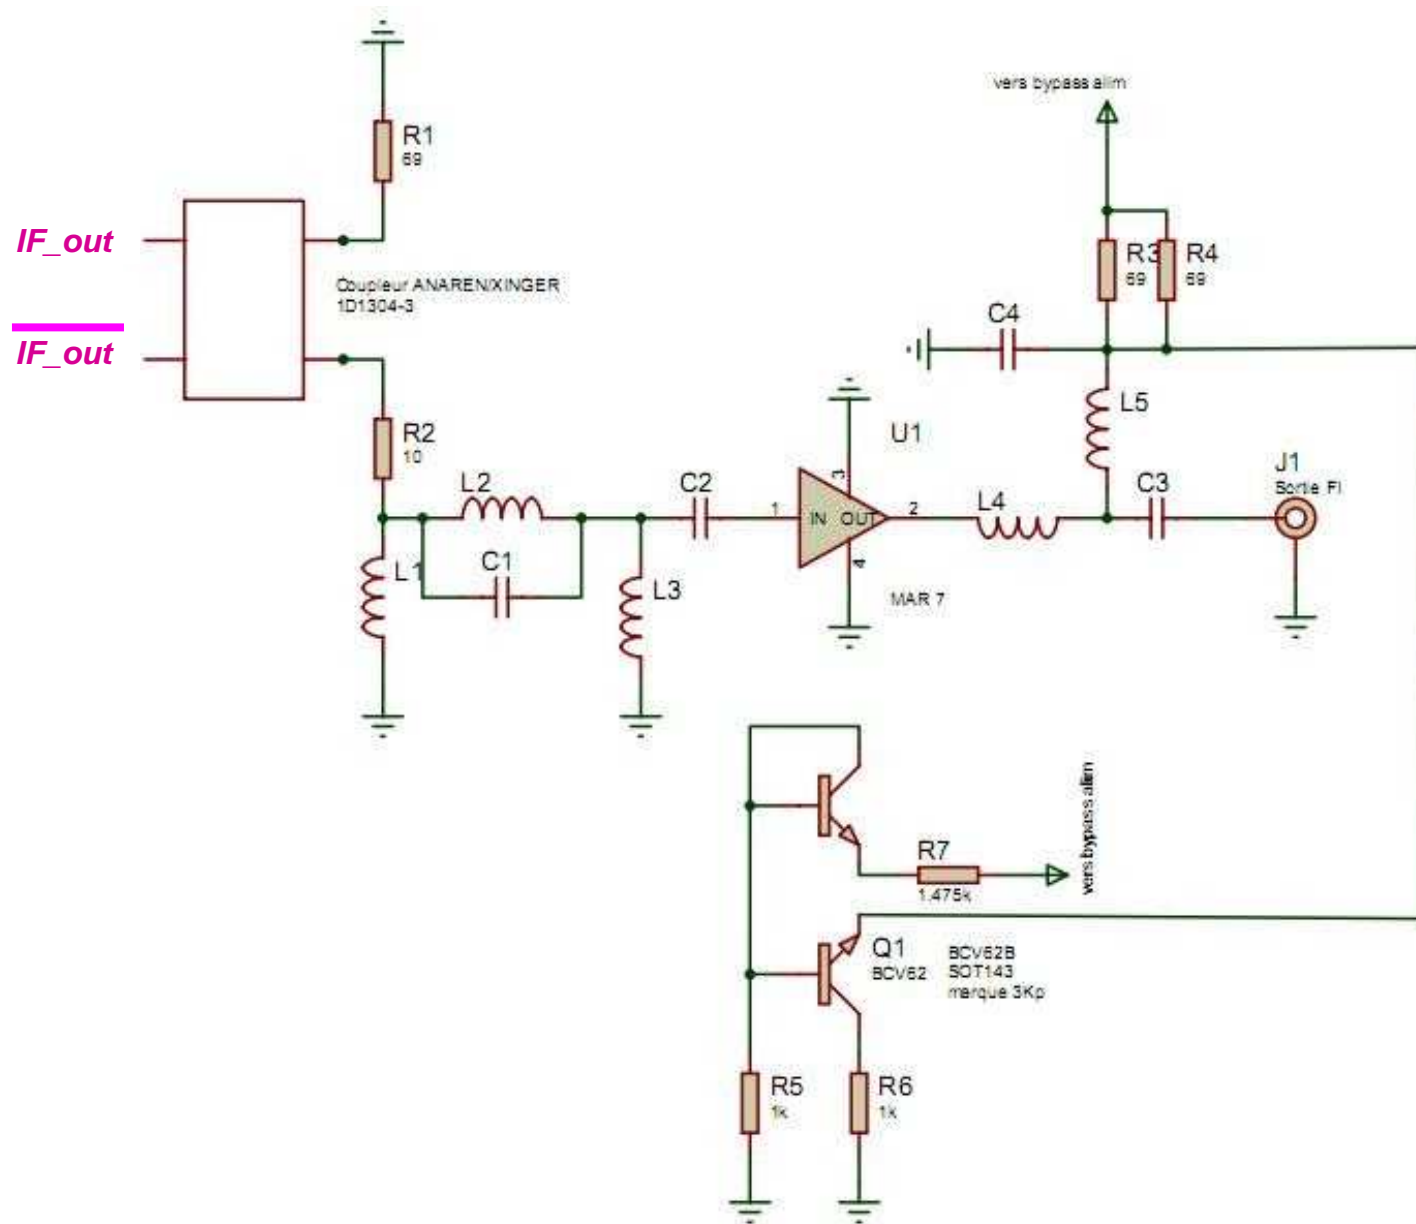 vers bypass alim
R1
69
IF_out
Coupleur ANAREN/XINGER
1D1304-3
IF_out
R3
69
R4
69
C4
L5
R2
10
U1
J1
Sortie FI
L2
C2
3
L4
C3
1
IN OUT
2
C1
L1
L3
4
MAR 7
vers bypass alim
R7
1.475k
Q1
BCV62
BCV62B
SOT143
marque 3Kp
R5
1k
R6
1k